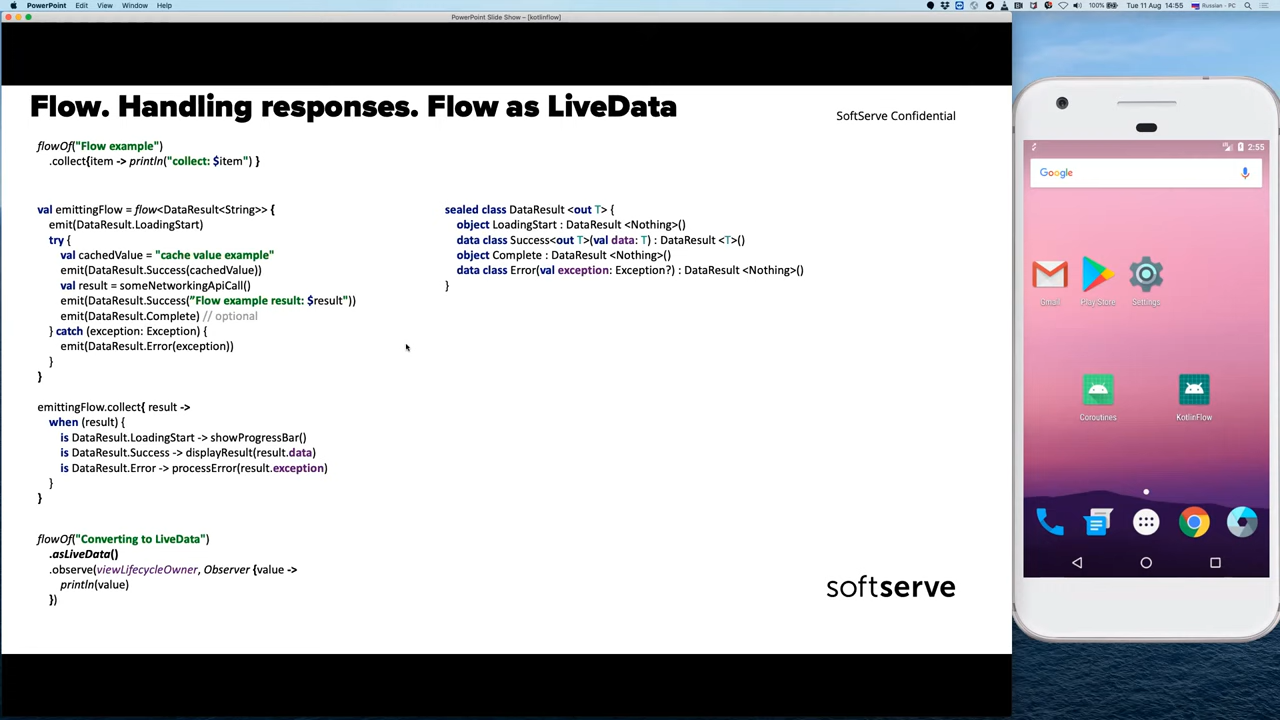 PowerPoint Edit View Window Help
100% Tue 11 Aug 14:55 Russian - PC
PowerPoint Slide Show - [kotlinflow]
Flow. Handling responses. Flow as LiveData
SoftServe Confidential
flowOf("Flow example")
.collect{item -> println("collect: $item") }
val emittingFlow = flow<DataResult<String>> {
emit(DataResult.LoadingStart)
try {
val cachedValue = "cache value example"
emit(DataResult.Success(cachedValue))
val result = someNetworkingApiCall()
emit(DataResult.Success("Flow example result: $result"))
emit(DataResult.Complete) // optional
} catch (exception: Exception) {
emit(DataResult.Error(exception))
}
}
emittingFlow.collect{ result ->
when (result) {
is DataResult.LoadingStart -> showProgressBar()
is DataResult.Success -> displayResult(result.data)
is DataResult.Error -> processError(result.exception)
}
}
flowOf("Converting to LiveData")
.asLiveData()
.observe(viewLifecycleOwner, Observer {value ->
println(value)
})
sealed class DataResult <out T> {
object LoadingStart : DataResult <Nothing>()
data class Success<out T>(val data: T) : DataResult <T>()
object Complete : DataResult <Nothing>()
data class Error(val exception: Exception?) : DataResult <Nothing>()
}
softserve
2:55
Google
Gmail Play Store Settings
Coroutines KotlinFlow